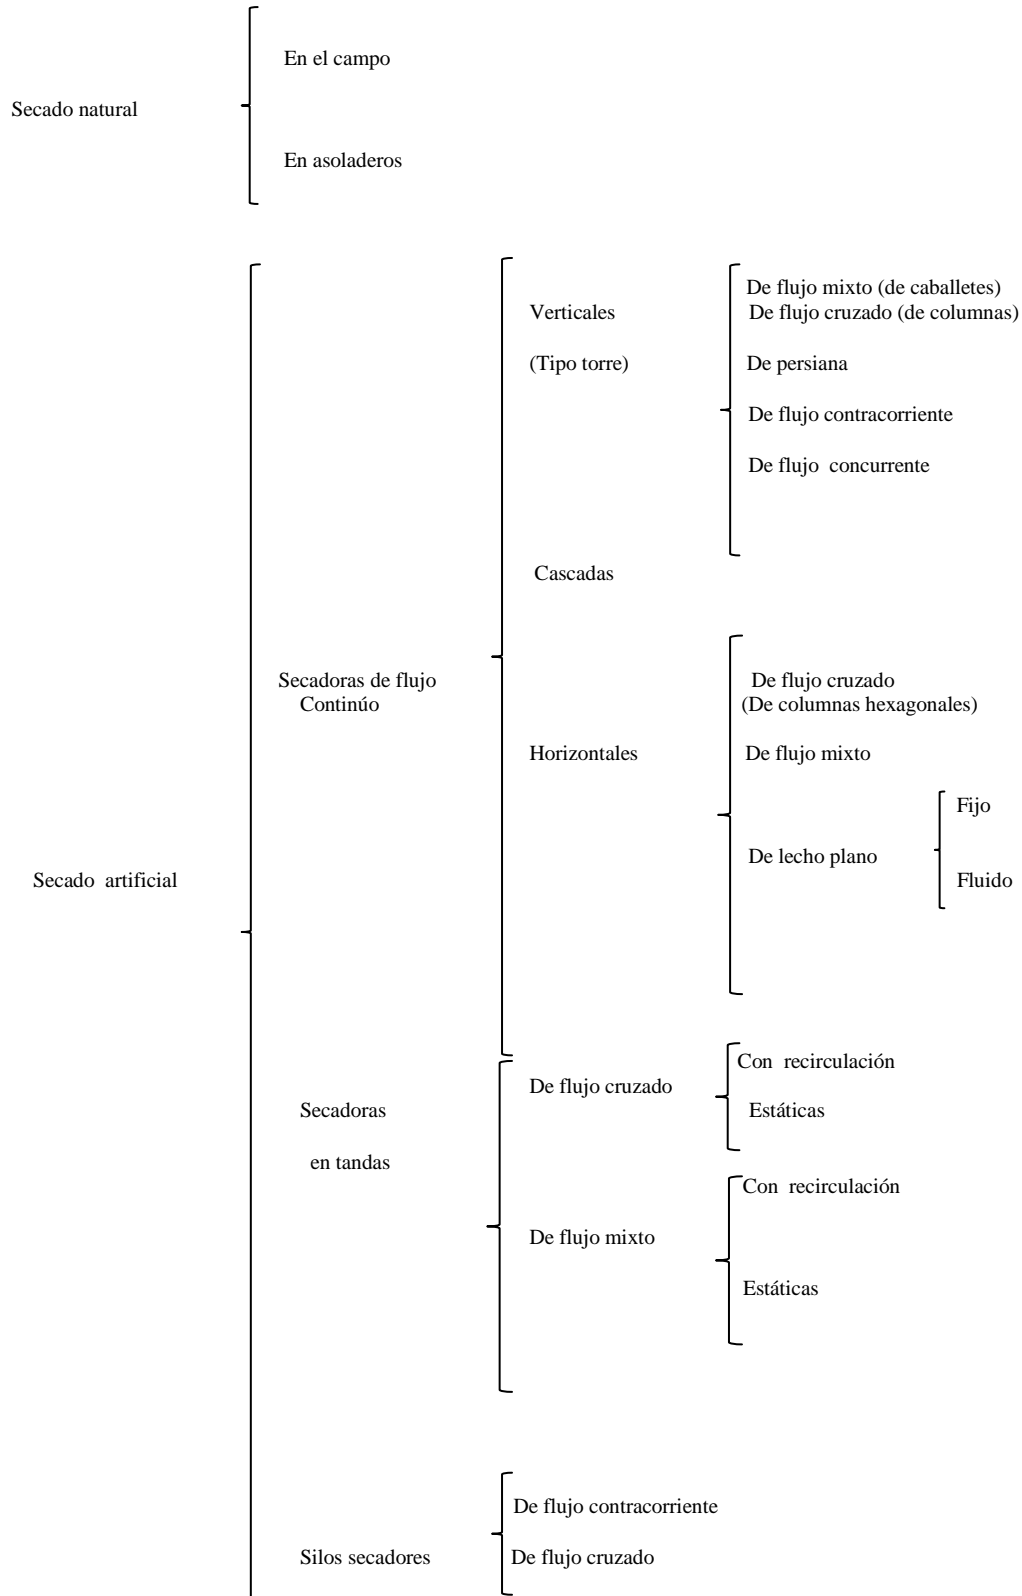 En el campo
Secado natural
En asoladeros
De flujo mixto (de caballetes)
Verticales
De flujo cruzado (de columnas)
(Tipo torre)
De persiana
De flujo contracorriente
De flujo concurrente
Cascadas
Secadoras de flujo
Continúo
De flujo cruzado
(De columnas hexagonales)
Horizontales
De flujo mixto
Fijo
De lecho plano
Fluido
Secado artificial
Con recirculación
De flujo cruzado
Secadoras
Estáticas
en tandas
Con recirculación
De flujo mixto
Estáticas
De flujo contracorriente
Silos secadores
De flujo cruzado